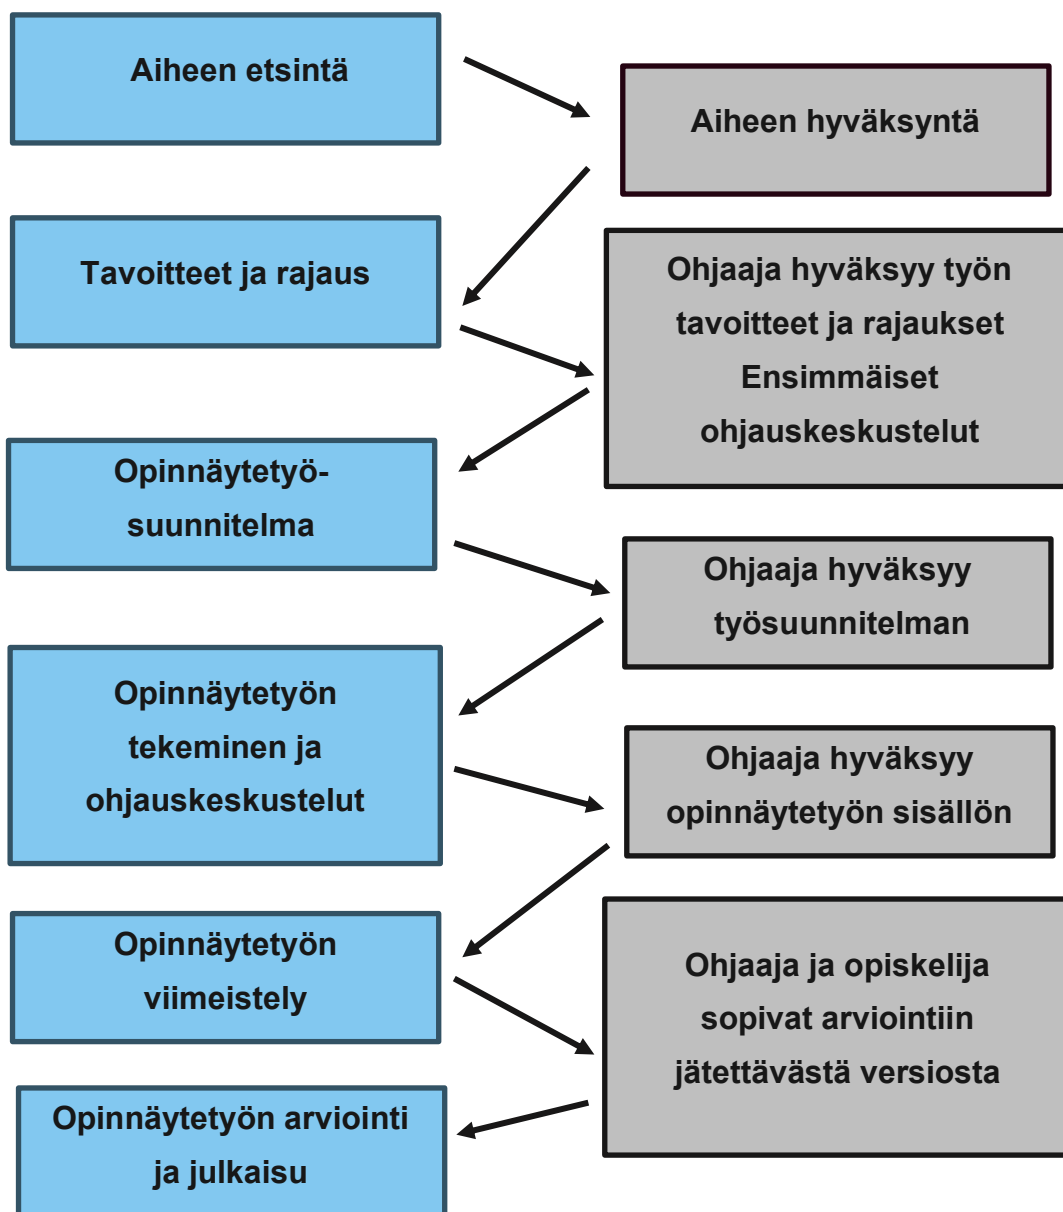 Aiheen etsintä
Aiheen hyväksyntä
Tavoitteet ja rajaus
Ohjaaja hyväksyy työn
tavoitteet ja rajaukset
Ensimmäiset
ohjauskeskustelut
Opinnäytetyö-
suunnitelma
Ohjaaja hyväksyy
työsuunnitelman
Opinnäytetyön
tekeminen ja
ohjauskeskustelut
Ohjaaja hyväksyy
opinnäytetyön sisällön
Opinnäytetyön
viimeistely
Ohjaaja ja opiskelija
sopivat arviointiin
jätettävästä versiosta
Opinnäytetyön arviointi
ja julkaisu